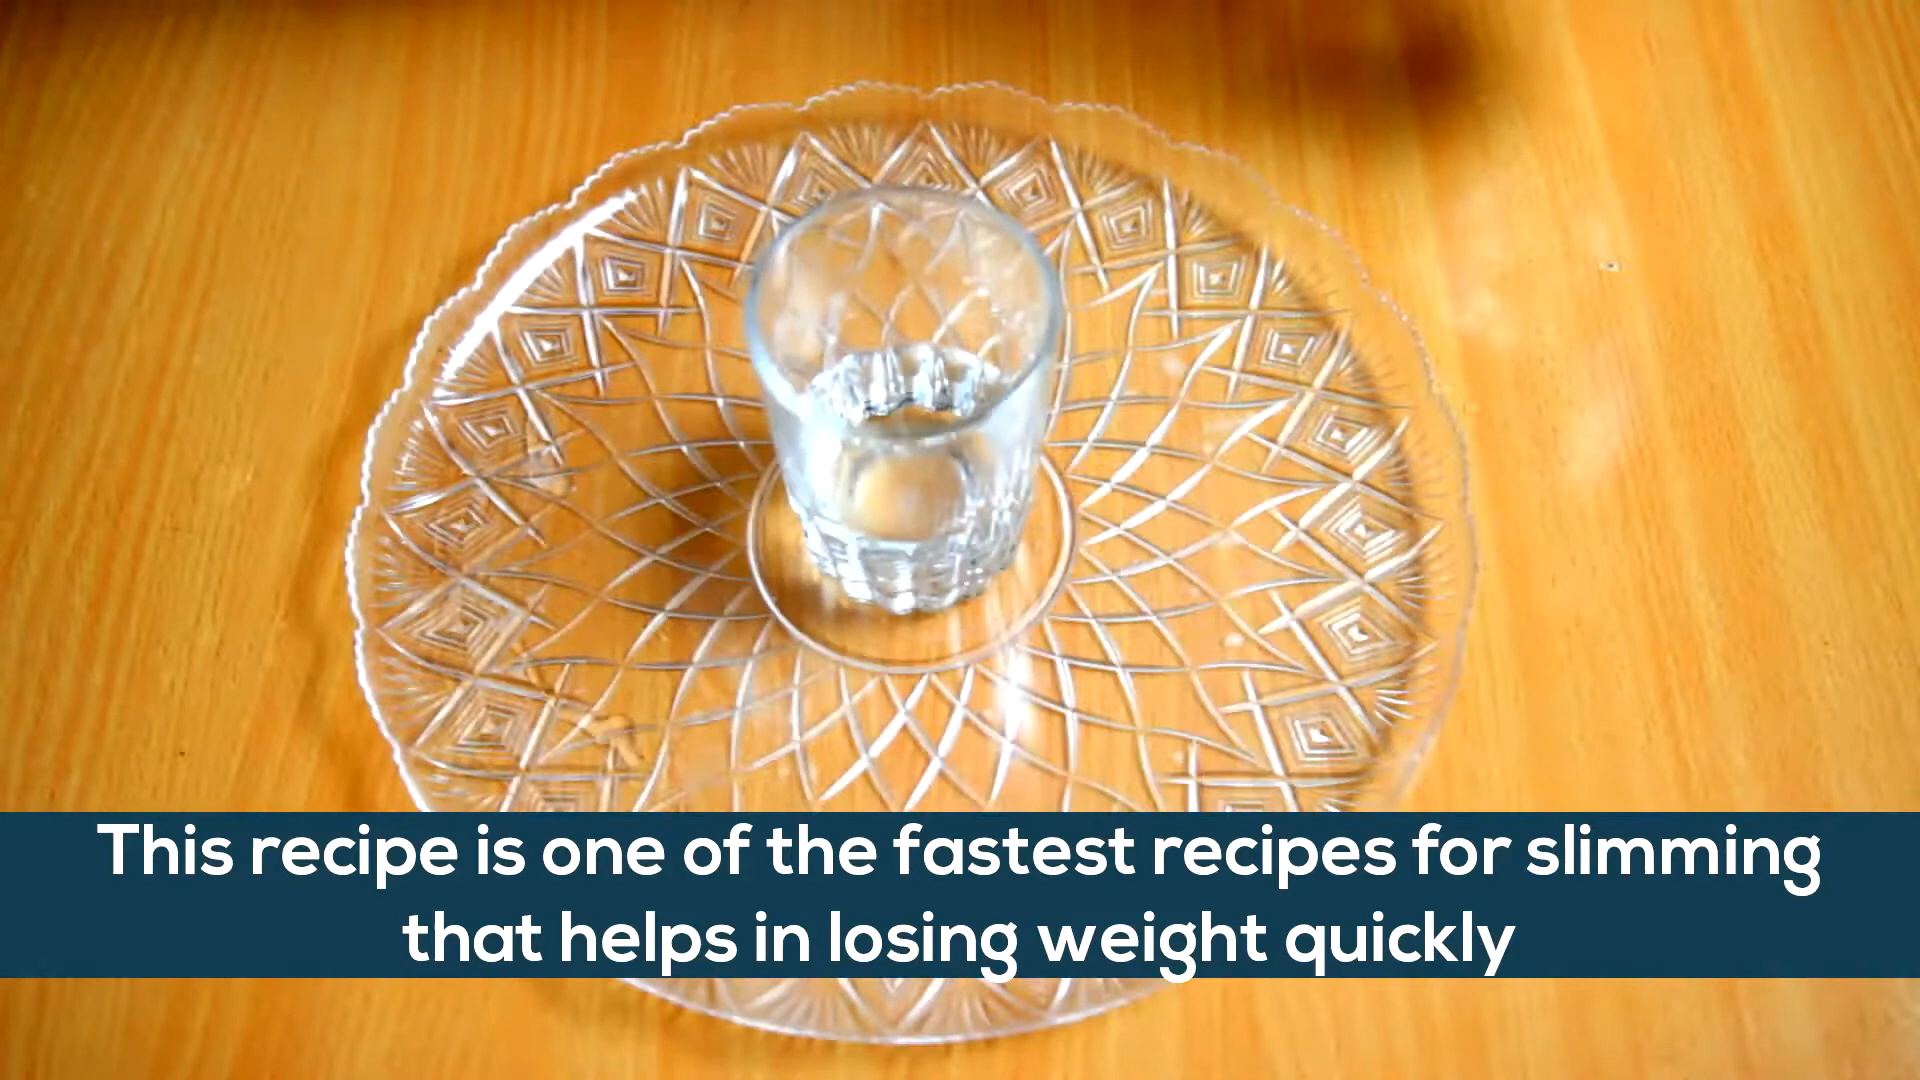 This recipe is one of the fastest recipes for slimming
that helps in losing weight quickly